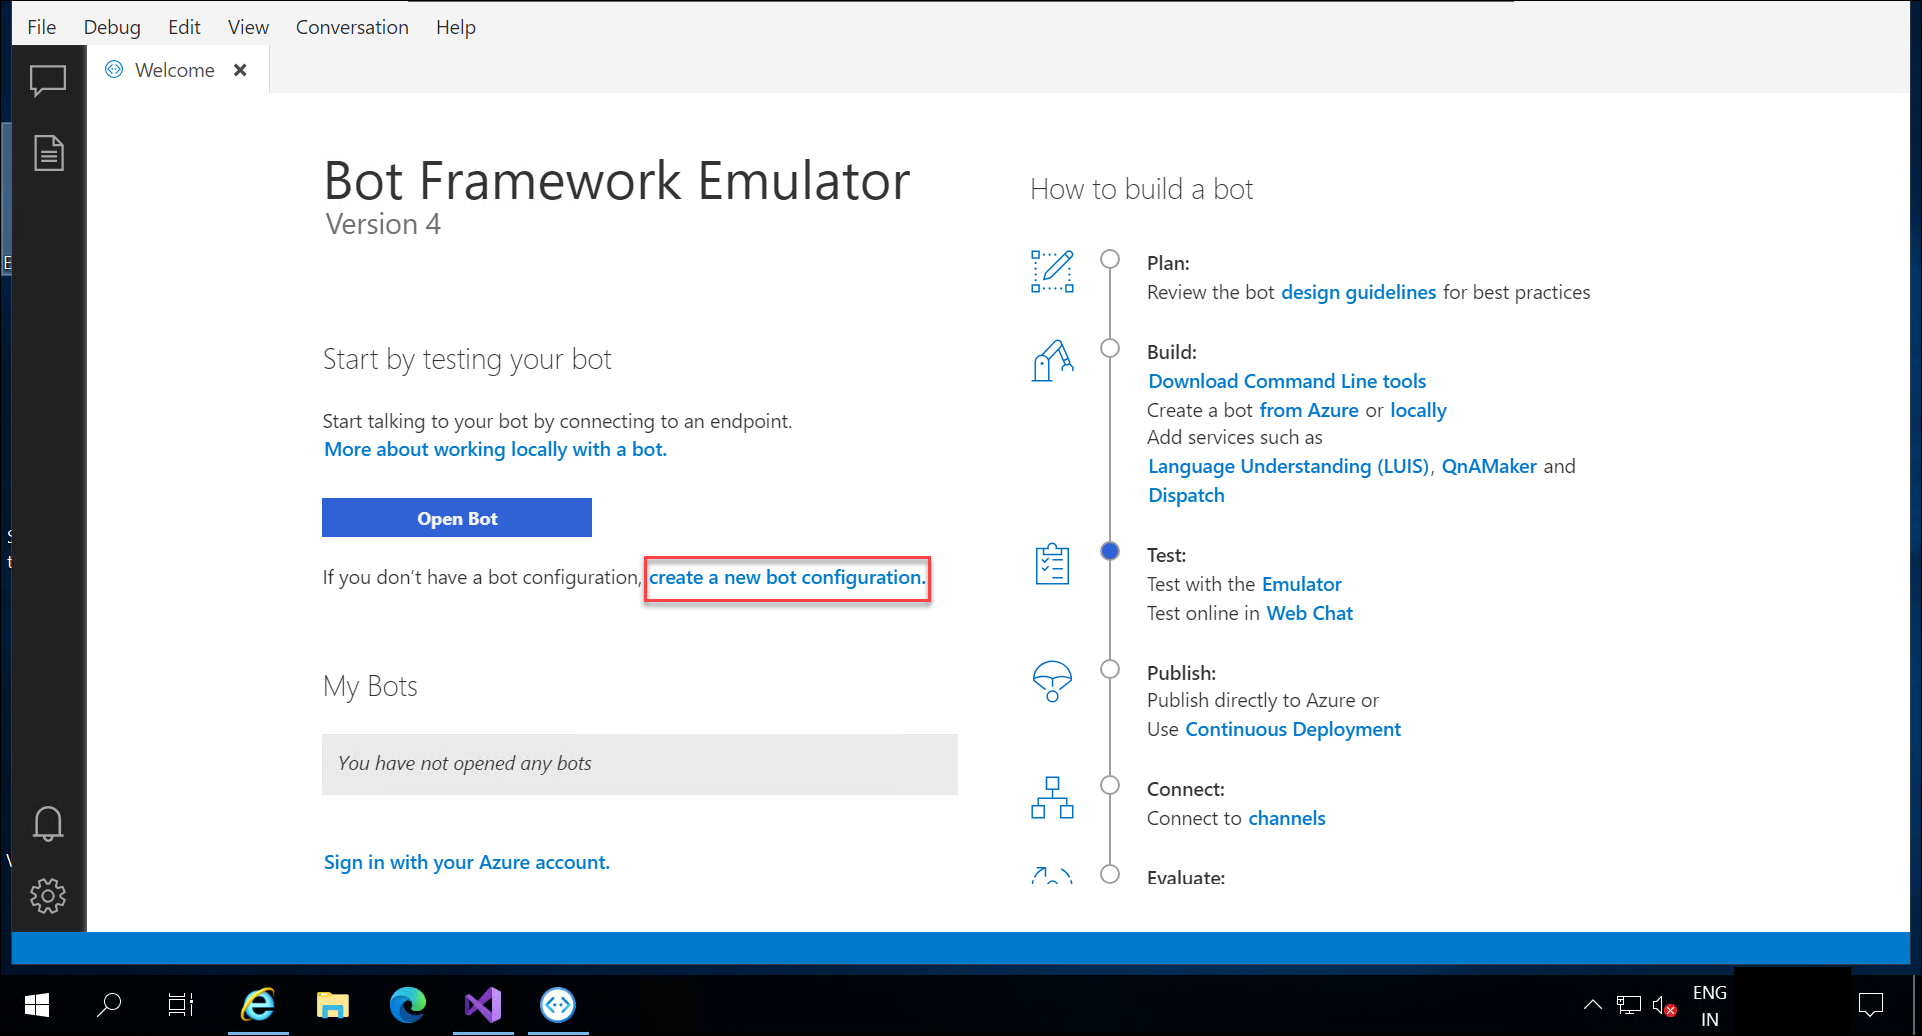 File Debug Edit View Conversation Help
Welcome
Bot Framework Emulator
Version 4
Start by testing your bot
Start talking to your bot by connecting to an endpoint.
More about working locally with a bot.
Open Bot
If you don't have a bot configuration, create a new bot configuration.
My Bots
You have not opened any bots
Sign in with your Azure account.
How to build a bot
Plan:
Review the bot design guidelines for best practices
Build:
Download Command Line tools
Create a bot from Azure or locally
Add services such as
Language Understanding (LUIS), QnAMaker and
Dispatch
Test:
Test with the Emulator
Test online in Web Chat
Publish:
Publish directly to Azure or
Use Continuous Deployment
Connect:
Connect to channels
Evaluate:
E
t
ENG
IN